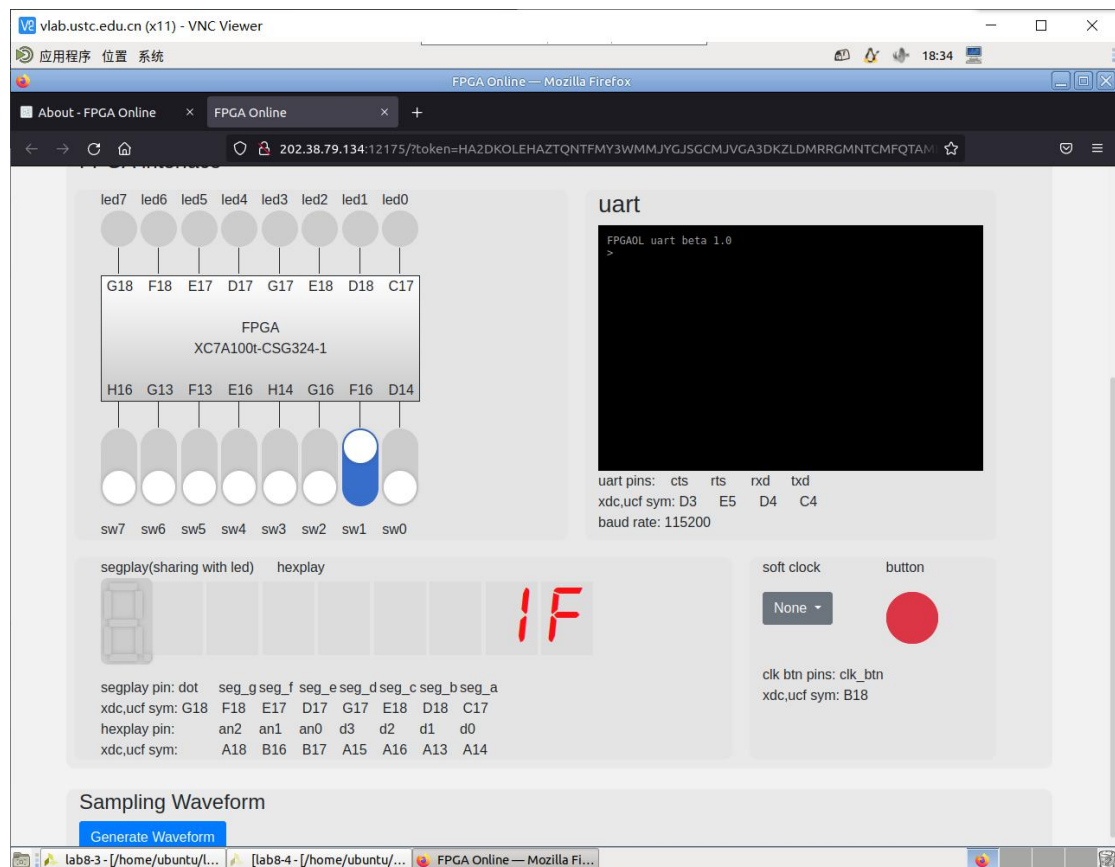 vlab.ustc.edu.cn (x11) - VNC Viewer
应用程序 位置 系统 18:34
FPGA Online — Mozilla Firefox
About - FPGA Online × FPGA Online × +
202.38.79.134:12175/?token=HA2DKOLEHAZTQNTFMY3WMMJYGJSGCMJVGA3DKZLDMRRGMNTCMFQTAM
led7 led6 led5 led4 led3 led2 led1 led0
G18 F18 E17 D17 G17 E18 D18 C17
FPGA
XC7A100t-CSG324-1
H16 G13 F13 E16 H14 G16 F16 D14
sw7 sw6 sw5 sw4 sw3 sw2 sw1 sw0
uart
FPGAOL uart beta 1.0
>
uart pins: cts rts rxd txd
xdc,ucf sym: D3 E5 D4 C4
baud rate: 115200
segplay(sharing with led) hexplay
1F
segplay pin: dot seg_g seg_f seg_e seg_d seg_c seg_b seg_a
xdc,ucf sym: G18 F18 E17 D17 G17 E18 D18 C17
hexplay pin: an2 an1 an0 d3 d2 d1 d0
xdc,ucf sym: A18 B16 B17 A15 A16 A13 A14
soft clock button
None
clk btn pins: clk_btn
xdc,ucf sym: B18
Sampling Waveform
Generate Waveform
lab8-3 - [/home/ubuntu/l... [lab8-4 - [/home/ubuntu/... FPGA Online — Mozilla Fi...